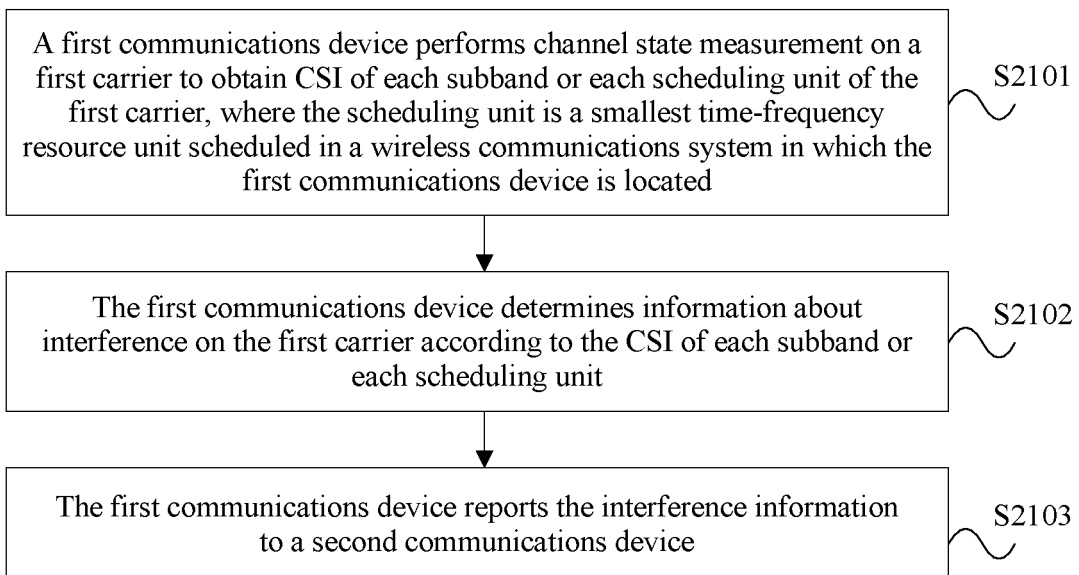 A first communications device performs channel state measurement on a
first carrier to obtain CSI of each subband or each scheduling unit of
the first carrier, where the scheduling unit is a smallest time-frequency
resource unit scheduled in a wireless communications system in which the
first communications device is located
S2101
The first communications device determines information about
interference on the first carrier according to the CSI of each subband or
each scheduling unit
S2102
The first communications device reports the interference information
to a second communications device
S2103